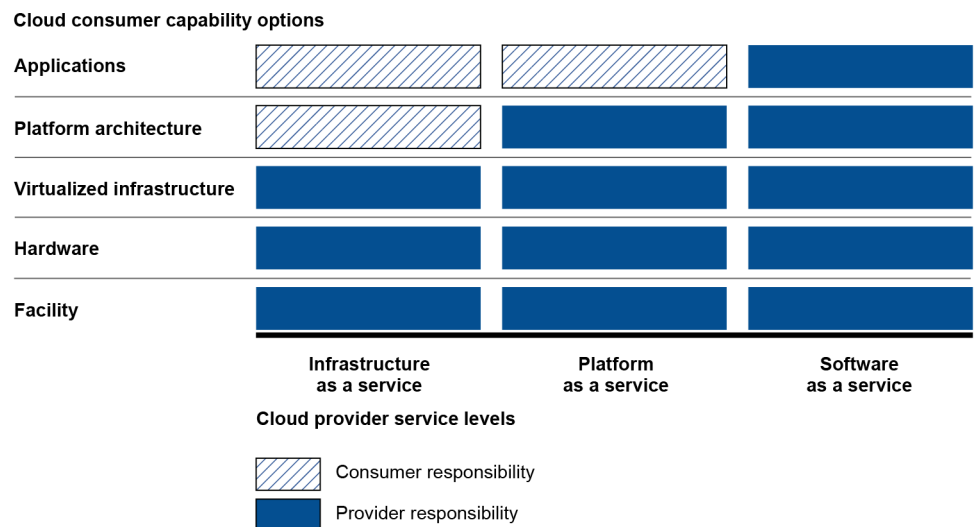 Cloud consumer capability options
Applications
Platform architecture
Virtualized infrastructure
Hardware
Facility
Infrastructure
as a service
Platform
as a service
Software
as a service
Cloud provider service levels
Consumer responsibility
Provider responsibility